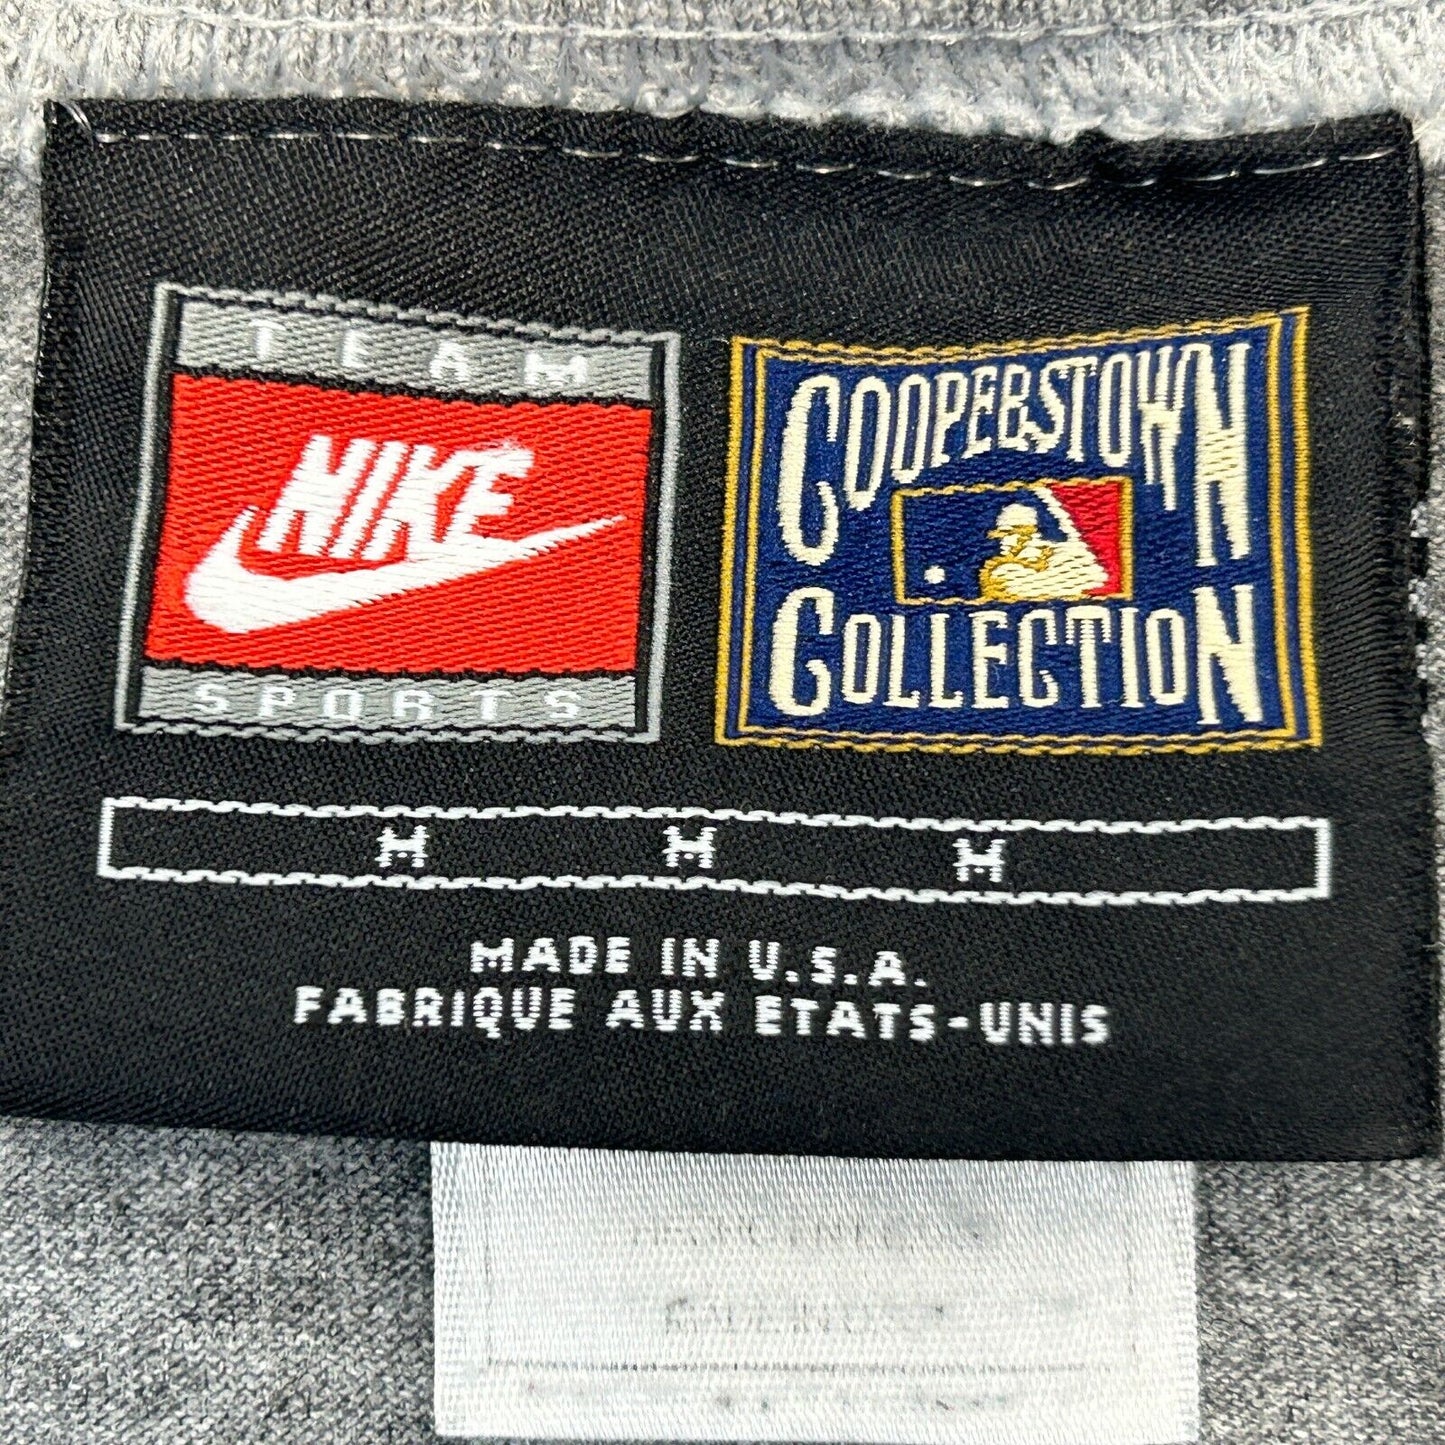 TEAM
NIKE
SPORTS
COOPERSTOWN
COLLECTION
M M M
MADE IN U.S.A.
FABRIQUE AUX ETATS-UNIS